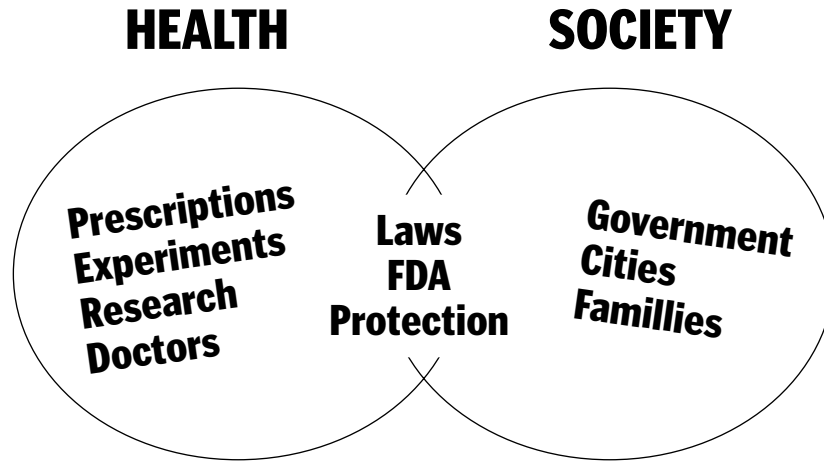 HEALTH
SOCIETY
Prescriptions
Experiments
Research
Doctors
Laws
FDA
Protection
Government
Cities
Famillies